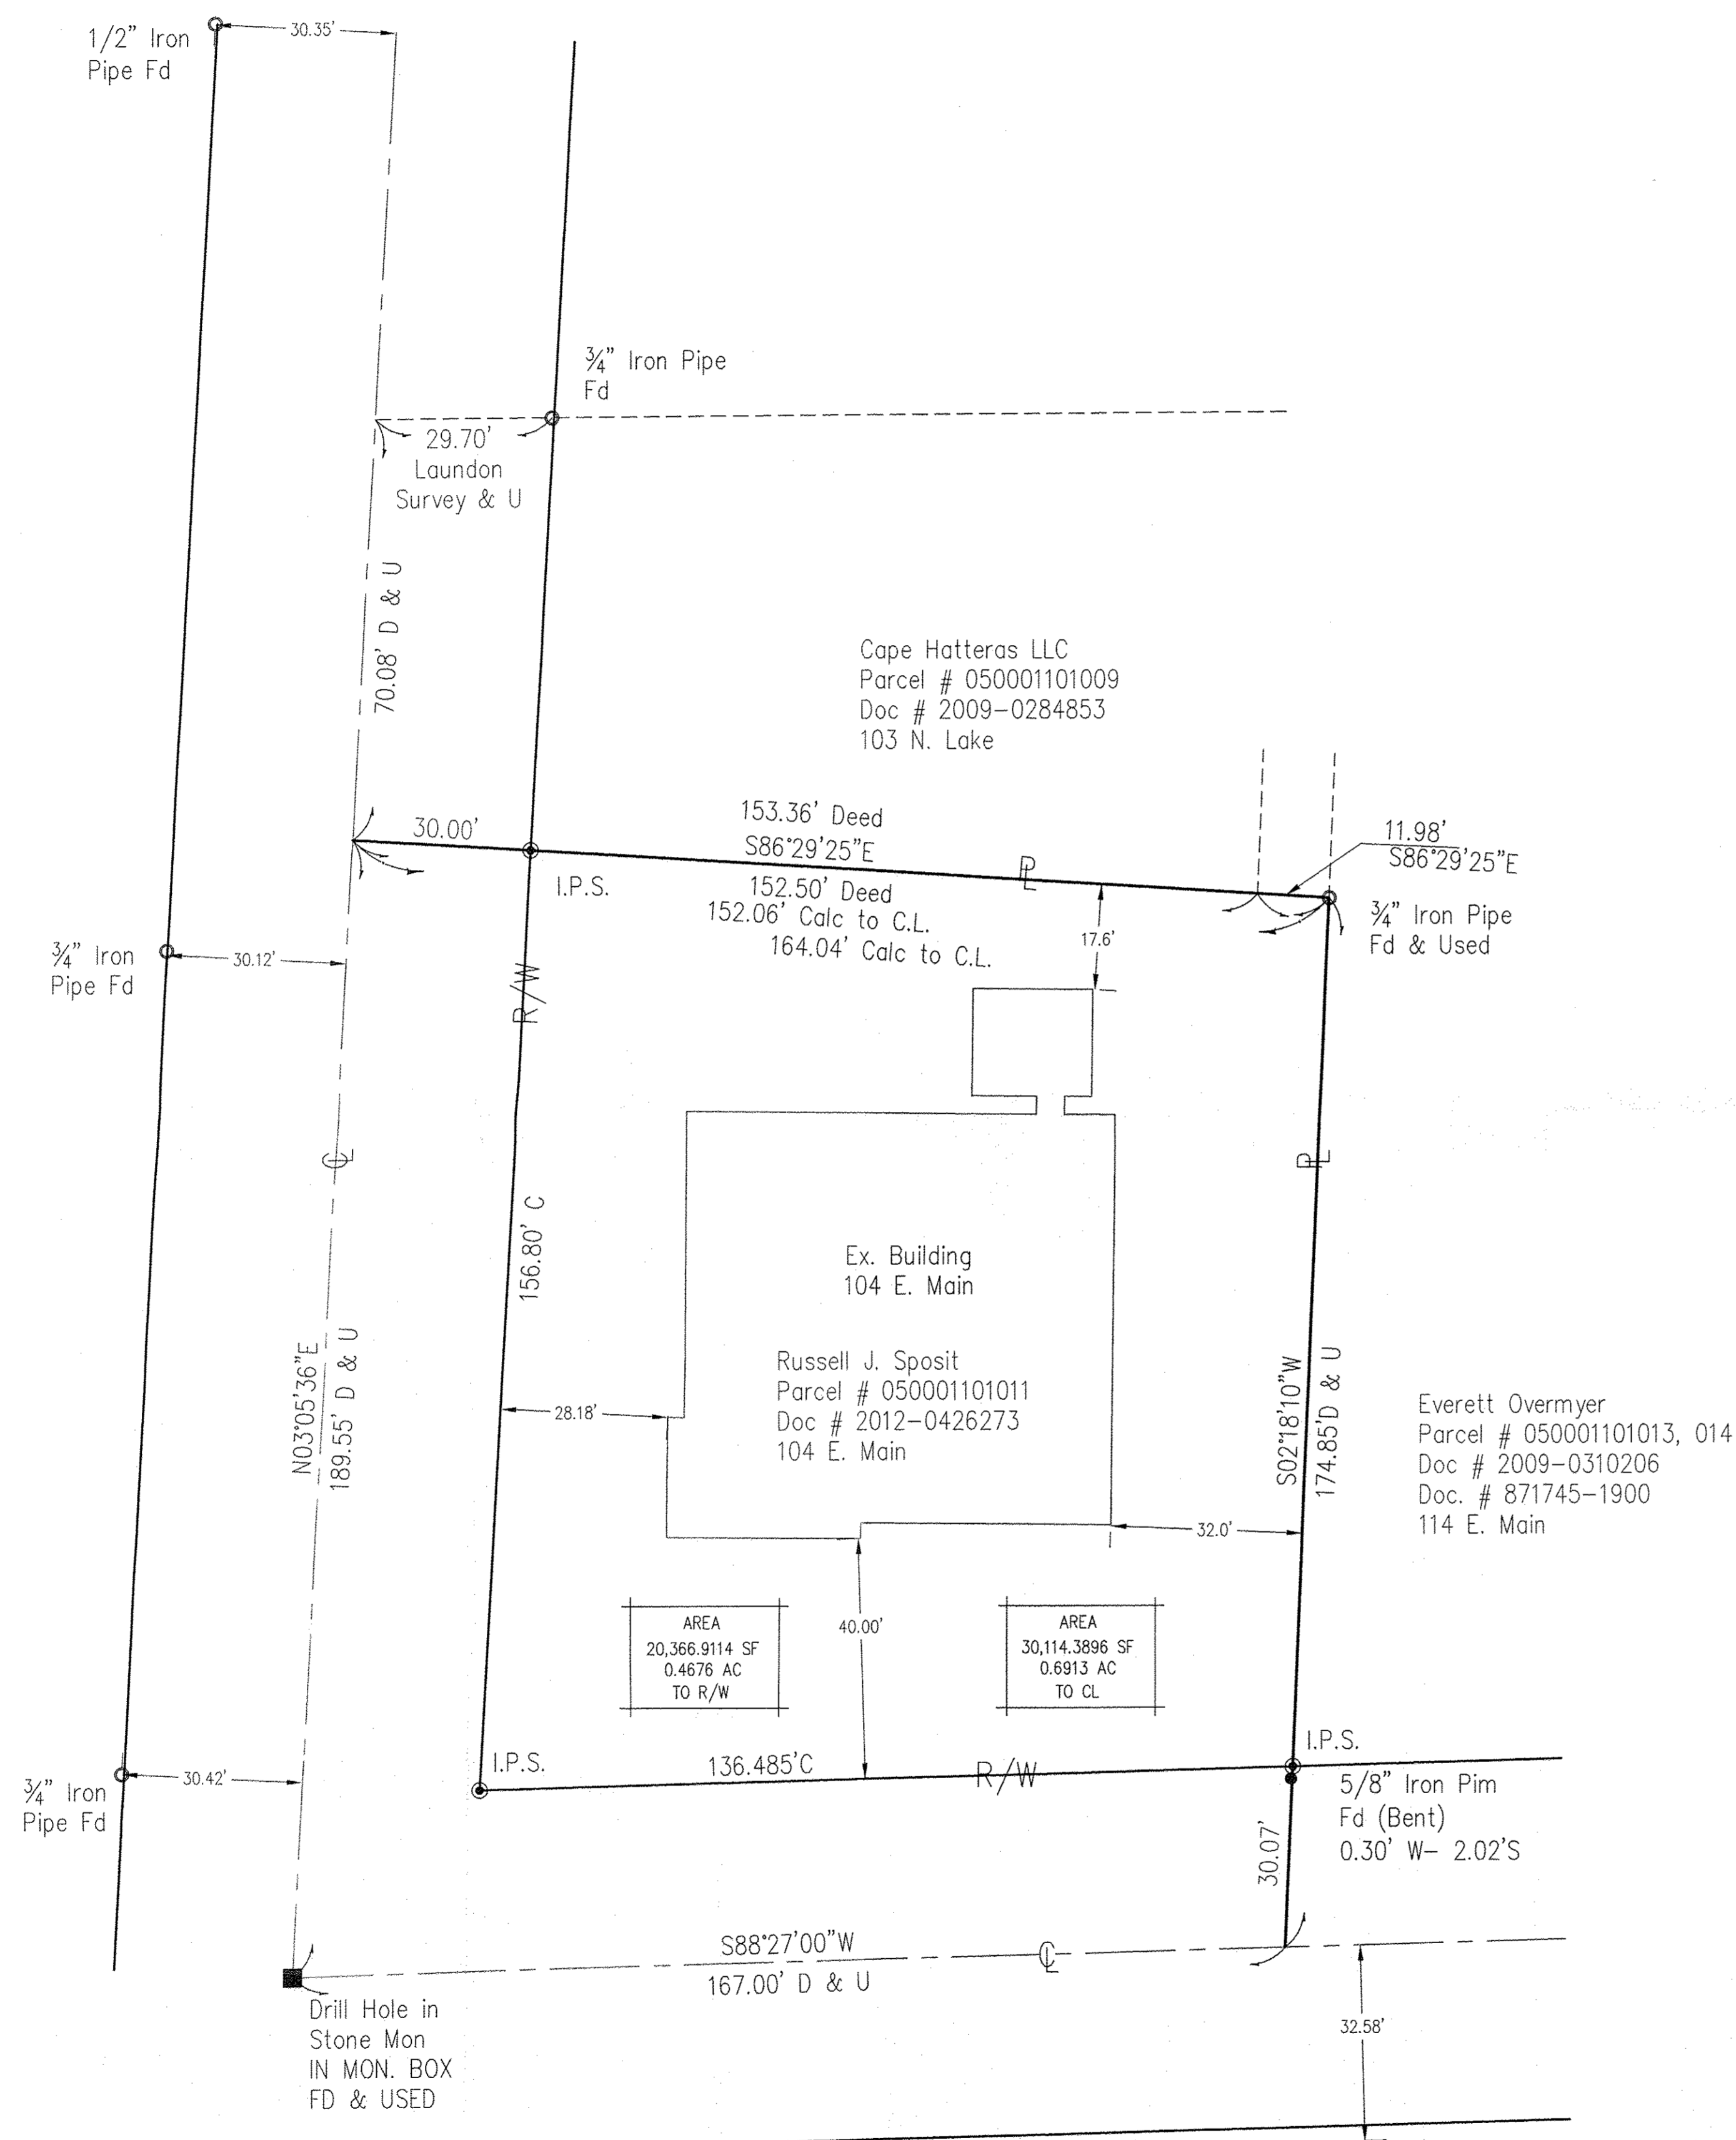 1/2" Iron
Pipe Fd
30.35'
¾" Iron Pipe
Fd
29.70'
Laundon
Survey & U
70.08' D & U
Cape Hatteras LLC
Parcel # 050001101009
Doc # 2009-0284853
103 N. Lake
30.00'
I.P.S.
153.36' Deed
S86°29'25"E
152.50' Deed
152.06' Calc to C.L.
164.04' Calc to C.L.
PL
11.98'
S86°29'25"E
¾" Iron Pipe
Fd & Used
17.6'
¾" Iron
Pipe Fd
30.12'
R/W
CL
PL
156.80' C
Ex. Building
104 E. Main
Russell J. Sposit
Parcel # 050001101011
Doc # 2012-0426273
104 E. Main
N03°05'36"E
189.55' D & U
28.18'
S02°18'10"W
174.85'D & U
Everett Overmyer
Parcel # 050001101013, 014
Doc # 2009-0310206
Doc. # 871745-1900
114 E. Main
32.0'
40.00'
AREA
20,366.9114 SF
0.4676 AC
TO R/W
AREA
30,114.3896 SF
0.6913 AC
TO CL
¾" Iron
Pipe Fd
30.42'
I.P.S.
136.485'C
R/W
I.P.S.
5/8" Iron Pim
Fd (Bent)
0.30' W- 2.02'S
30.07'
S88°27'00"W
167.00' D & U
CL
Drill Hole in
Stone Mon
IN MON. BOX
FD & USED
32.58'